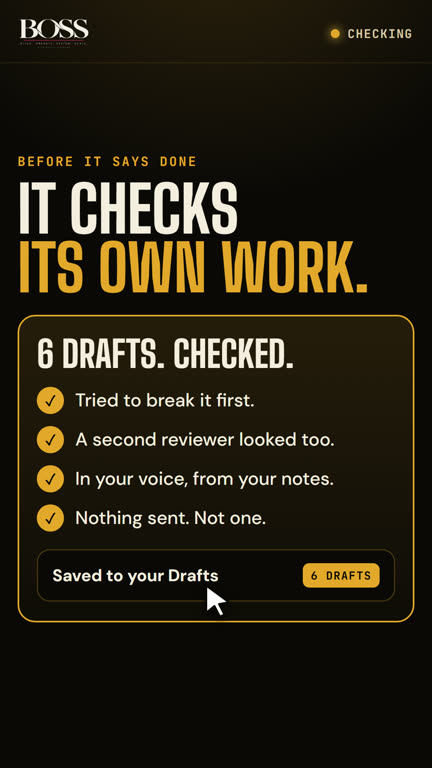 BOSS
CHECKING
BEFORE IT SAYS DONE
IT CHECKS
ITS OWN WORK.
6 DRAFTS. CHECKED.
Tried to break it first.
A second reviewer looked too.
In your voice, from your notes.
Nothing sent. Not one.
Saved to your Drafts
6 DRAFTS